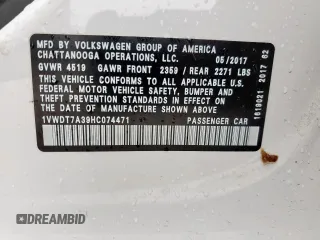 MFD BY VOLKSWAGEN GROUP OF AMERICA
CHATTANOOGA OPERATIONS, LLC. 05/2017
GVWR 4519 GAWR FRONT 2359 / REAR 2271 LBS
THIS VEHICLE CONFORMS TO ALL APPLICABLE U.S.
FEDERAL MOTOR VEHICLE SAFETY, BUMPER, AND
THEFT PREVENTION STANDARDS IN EFFECT ON THE
DATE OF MANUFACTURE SHOWN ABOVE.
1VWDT7A39HC074471 PASSENGER CAR
1619021 2017 62
DREAMBID
DREAMBID